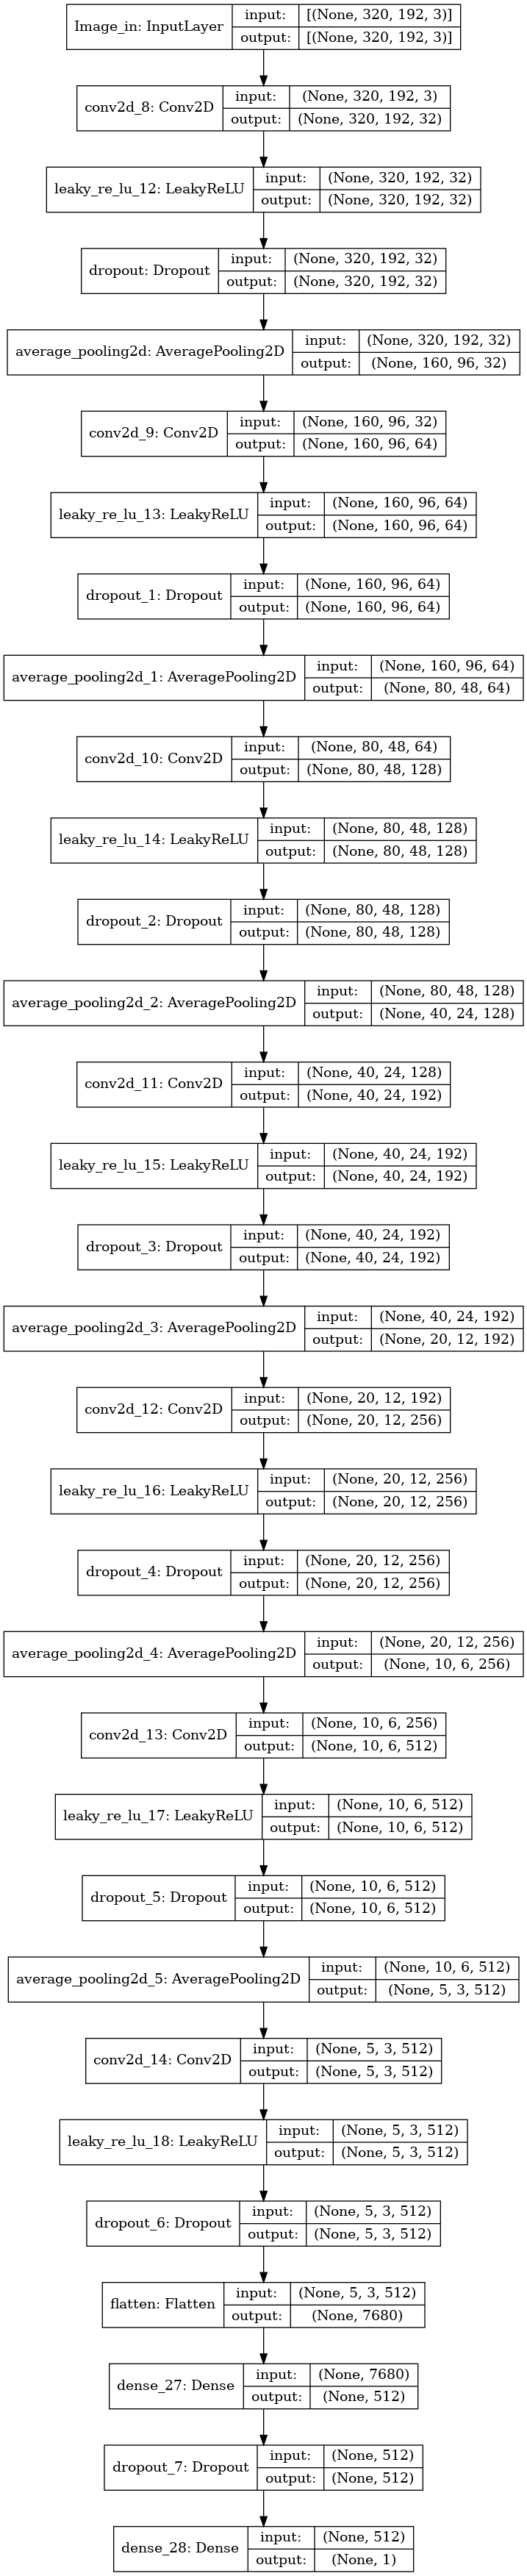 Image_in: InputLayer
input: [(None, 320, 192, 3)]
output: [(None, 320, 192, 3)]
conv2d_8: Conv2D
input: (None, 320, 192, 3)
output: (None, 320, 192, 32)
leaky_re_lu_12: LeakyReLU
input: (None, 320, 192, 32)
output: (None, 320, 192, 32)
dropout: Dropout
input: (None, 320, 192, 32)
output: (None, 320, 192, 32)
average_pooling2d: AveragePooling2D
input: (None, 320, 192, 32)
output: (None, 160, 96, 32)
conv2d_9: Conv2D
input: (None, 160, 96, 32)
output: (None, 160, 96, 64)
leaky_re_lu_13: LeakyReLU
input: (None, 160, 96, 64)
output: (None, 160, 96, 64)
dropout_1: Dropout
input: (None, 160, 96, 64)
output: (None, 160, 96, 64)
average_pooling2d_1: AveragePooling2D
input: (None, 160, 96, 64)
output: (None, 80, 48, 64)
conv2d_10: Conv2D
input: (None, 80, 48, 64)
output: (None, 80, 48, 128)
leaky_re_lu_14: LeakyReLU
input: (None, 80, 48, 128)
output: (None, 80, 48, 128)
dropout_2: Dropout
input: (None, 80, 48, 128)
output: (None, 80, 48, 128)
average_pooling2d_2: AveragePooling2D
input: (None, 80, 48, 128)
output: (None, 40, 24, 128)
conv2d_11: Conv2D
input: (None, 40, 24, 128)
output: (None, 40, 24, 192)
leaky_re_lu_15: LeakyReLU
input: (None, 40, 24, 192)
output: (None, 40, 24, 192)
dropout_3: Dropout
input: (None, 40, 24, 192)
output: (None, 40, 24, 192)
average_pooling2d_3: AveragePooling2D
input: (None, 40, 24, 192)
output: (None, 20, 12, 192)
conv2d_12: Conv2D
input: (None, 20, 12, 192)
output: (None, 20, 12, 256)
leaky_re_lu_16: LeakyReLU
input: (None, 20, 12, 256)
output: (None, 20, 12, 256)
dropout_4: Dropout
input: (None, 20, 12, 256)
output: (None, 20, 12, 256)
average_pooling2d_4: AveragePooling2D
input: (None, 20, 12, 256)
output: (None, 10, 6, 256)
conv2d_13: Conv2D
input: (None, 10, 6, 256)
output: (None, 10, 6, 512)
leaky_re_lu_17: LeakyReLU
input: (None, 10, 6, 512)
output: (None, 10, 6, 512)
dropout_5: Dropout
input: (None, 10, 6, 512)
output: (None, 10, 6, 512)
average_pooling2d_5: AveragePooling2D
input: (None, 10, 6, 512)
output: (None, 5, 3, 512)
conv2d_14: Conv2D
input: (None, 5, 3, 512)
output: (None, 5, 3, 512)
leaky_re_lu_18: LeakyReLU
input: (None, 5, 3, 512)
output: (None, 5, 3, 512)
dropout_6: Dropout
input: (None, 5, 3, 512)
output: (None, 5, 3, 512)
flatten: Flatten
input: (None, 5, 3, 512)
output: (None, 7680)
dense_27: Dense
input: (None, 7680)
output: (None, 512)
dropout_7: Dropout
input: (None, 512)
output: (None, 512)
dense_28: Dense
input: (None, 512)
output: (None, 1)